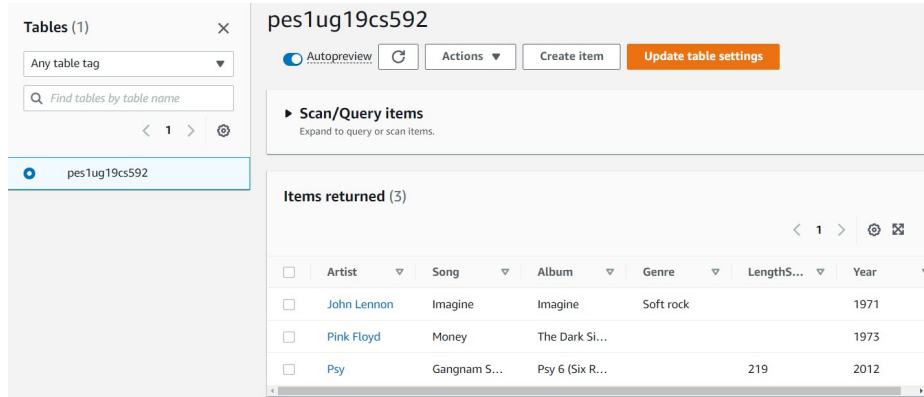 Tables (1)
pes1ug19cs592
Any table tag
Find tables by table name
1
pes1ug19cs592
Autopreview Actions Create item Update table settings
Scan/Query items
Expand to query or scan items.
Items returned (3)
1
Artist Song Album Genre LengthS... Year
John Lennon Imagine Imagine Soft rock 1971
Pink Floyd Money The Dark Si... 1973
Psy Gangnam S... Psy 6 (Six R... 219 2012